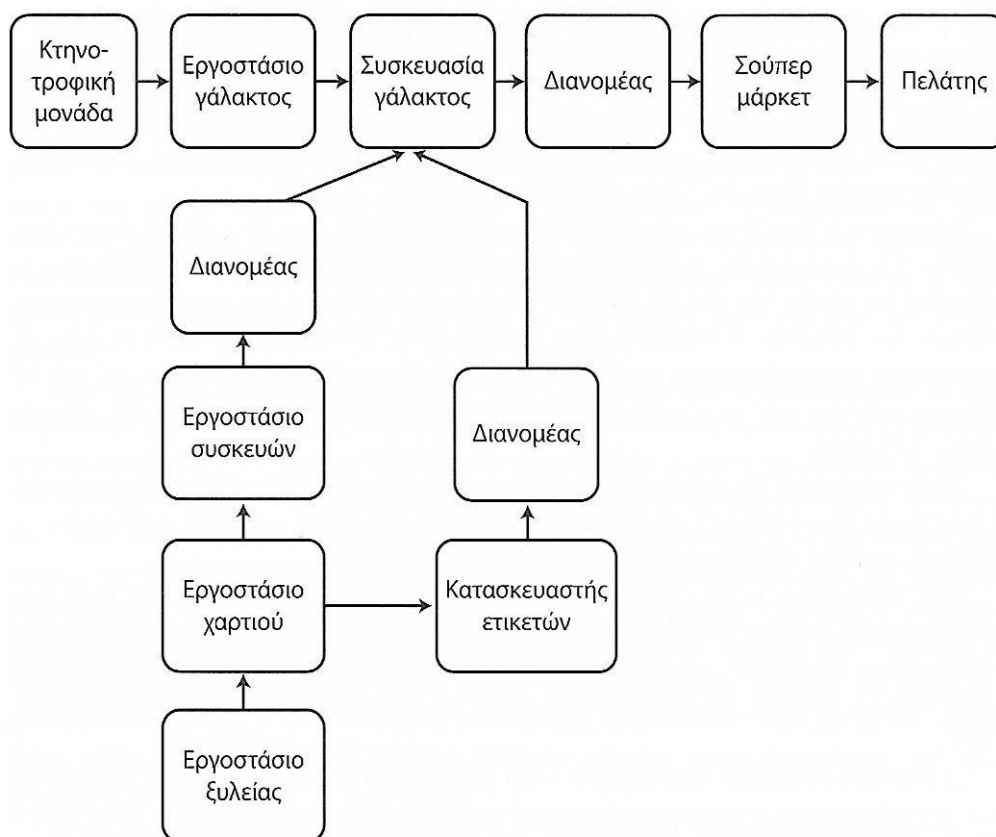 Κτηνο-
τροφική
μονάδα
Εργοστάσιο
γάλακτος
Συσκευασία
γάλακτος
Διανομέας
Σούπερ
μάρκετ
Πελάτης
Διανομέας
Εργοστάσιο
συσκευών
Διανομέας
Εργοστάσιο
χαρτιού
Κατασκευαστής
ετικετών
Εργοστάσιο
ξυλείας